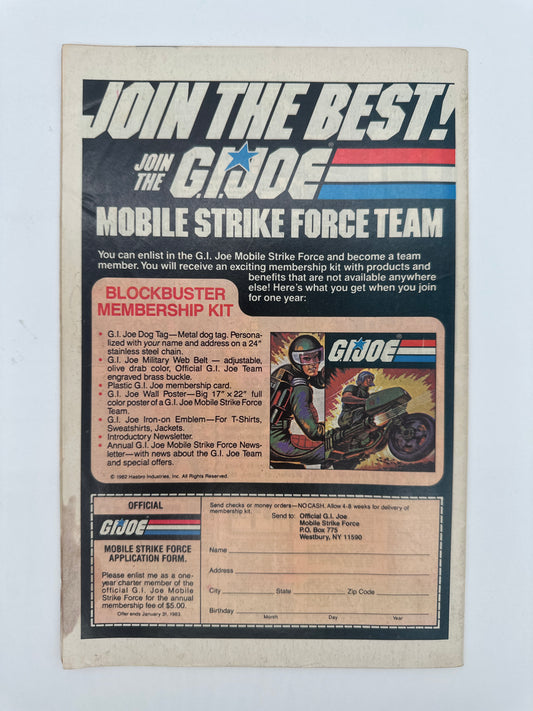 JOIN THE BEST!
JOIN
THE
G.I.JOE
MOBILE STRIKE FORCE TEAM
You can enlist in the G.I. Joe Mobile Strike Force and become a team
member. You will receive an exciting membership kit with products and
benefits that are not available anywhere
else! Here's what you get when you join
for one year:
BLOCKBUSTER
MEMBERSHIP KIT
• G.I. Joe Dog Tag—Metal dog tag. Persona-
lized with your name and address on a 24"
stainless steel chain.
• G.I. Joe Military Web Belt — adjustable,
olive drab color, Official G.I. Joe Team
engraved brass buckle.
• Plastic G.I. Joe membership card.
• G.I. Joe Wall Poster—Big 17" x 22" full
color poster of a G.I. Joe Mobile Strike Force
Team.
• G.I. Joe Iron-on Emblem—For T-Shirts,
Sweatshirts, Jackets.
• Introductory Newsletter.
• Annual G.I. Joe Mobile Strike Force News-
letter—with news about the G.I. Joe Team
and special offers.
© 1982 Hasbro Industries, Inc. All Rights Reserved.
G.I.JOE
OFFICIAL
G.I.JOE
MOBILE STRIKE FORCE
APPLICATION FORM.
Please enlist me as a one-
year charter member of the
official G.I. Joe Mobile
Strike Force for the annual
membership fee of $5.00.
Offer ends January 31, 1983.
Send checks or money orders—NO CASH. Allow 4-8 weeks for delivery of
membership kit.
Send to: Official G.I. Joe
Mobile Strike Force
P.O. Box 775
Westbury, NY 11590
Name
Address
City State Zip Code
Birthday
Month Day Year